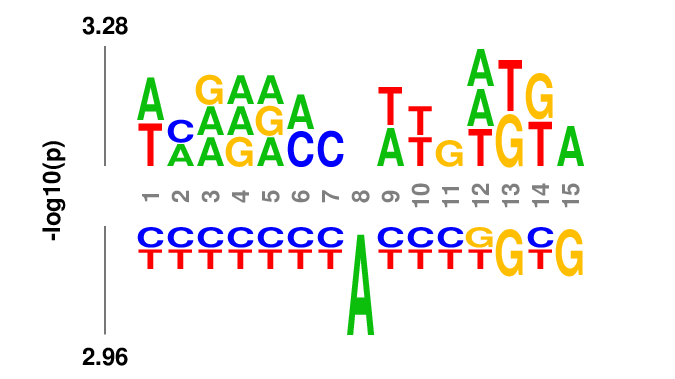 3.28
A G A A A T A T G
C A A G T A
T A A G A C C A T G T G T A
-log10(p)
1 2 3 4 5 6 7 8 9 10 11 12 13 14 15
C C C C C C C A C C C G G C G
T T T T T T T T T T T T
2.96